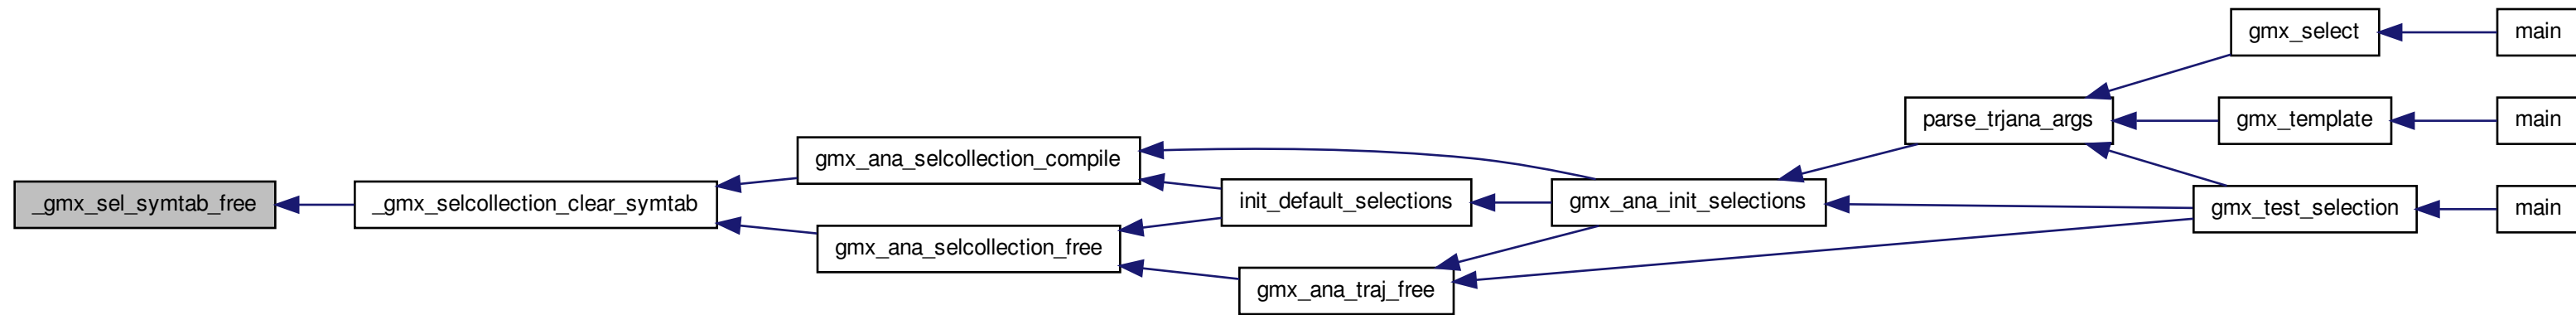 _gmx_sel_symtab_free
_gmx_selcollection_clear_symtab
gmx_ana_selcollection_compile
gmx_ana_selcollection_free
init_default_selections
gmx_ana_traj_free
gmx_ana_init_selections
parse_trjana_args
gmx_select
gmx_template
gmx_test_selection
main
main
main